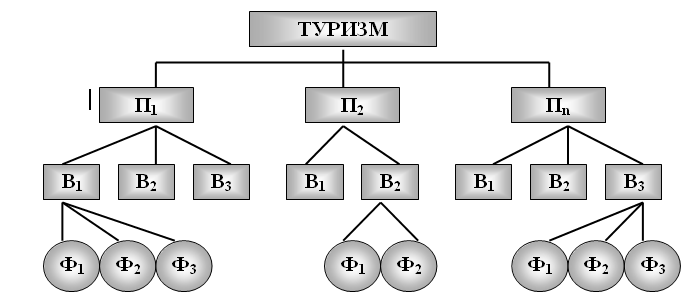 ТУРИЗМ
П1 П2 Пn
В1 В2 В3 В1 В2 В1 В2 В3
Ф1 Ф2 Ф3 Ф1 Ф2 Ф1 Ф2 Ф3